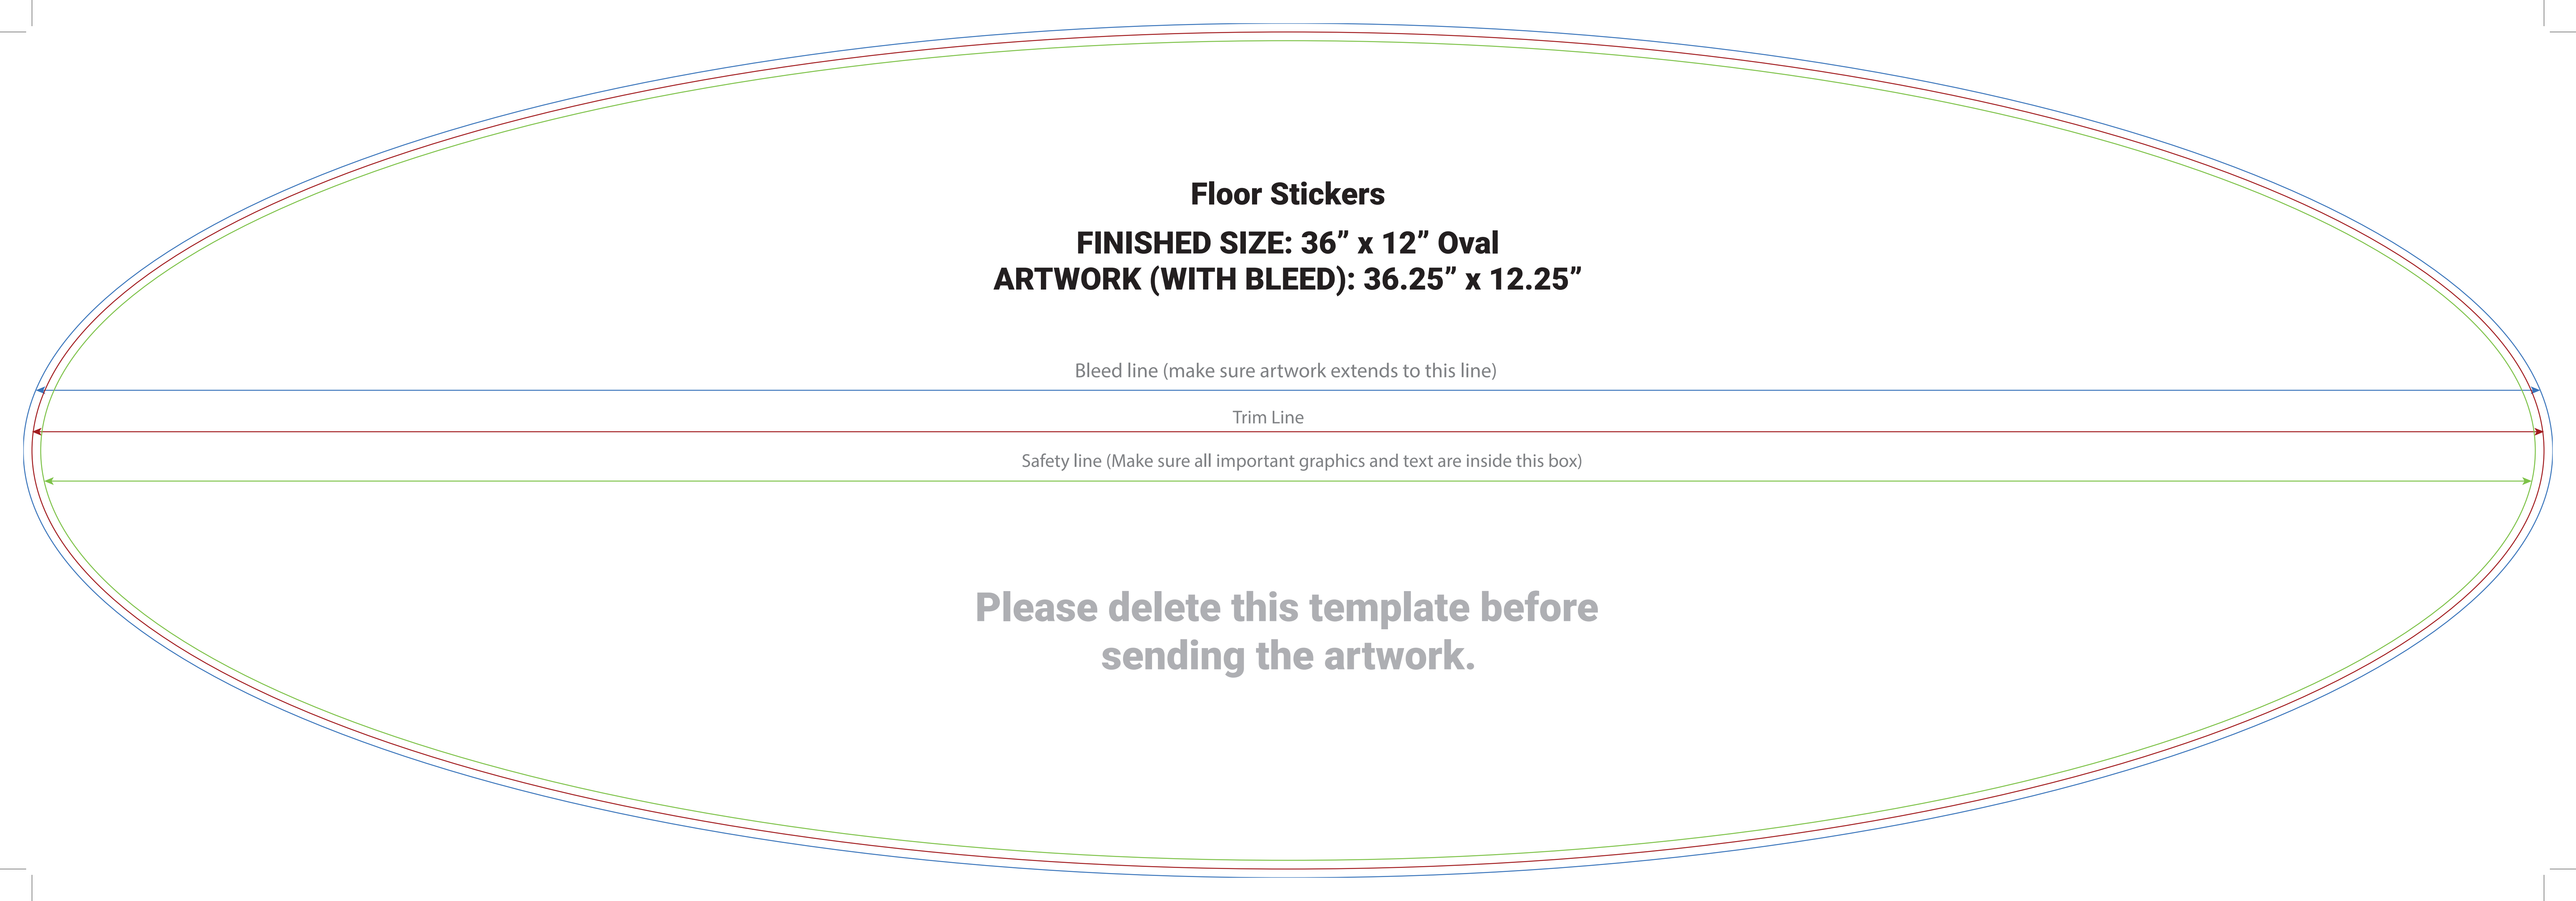 Floor Stickers
FINISHED SIZE: 36” x 12” Oval
ARTWORK (WITH BLEED): 36.25” x 12.25”
Bleed line (make sure artwork extends to this line)
Trim Line
Safety line (Make sure all important graphics and text are inside this box)
Please delete this template before
sending the artwork.